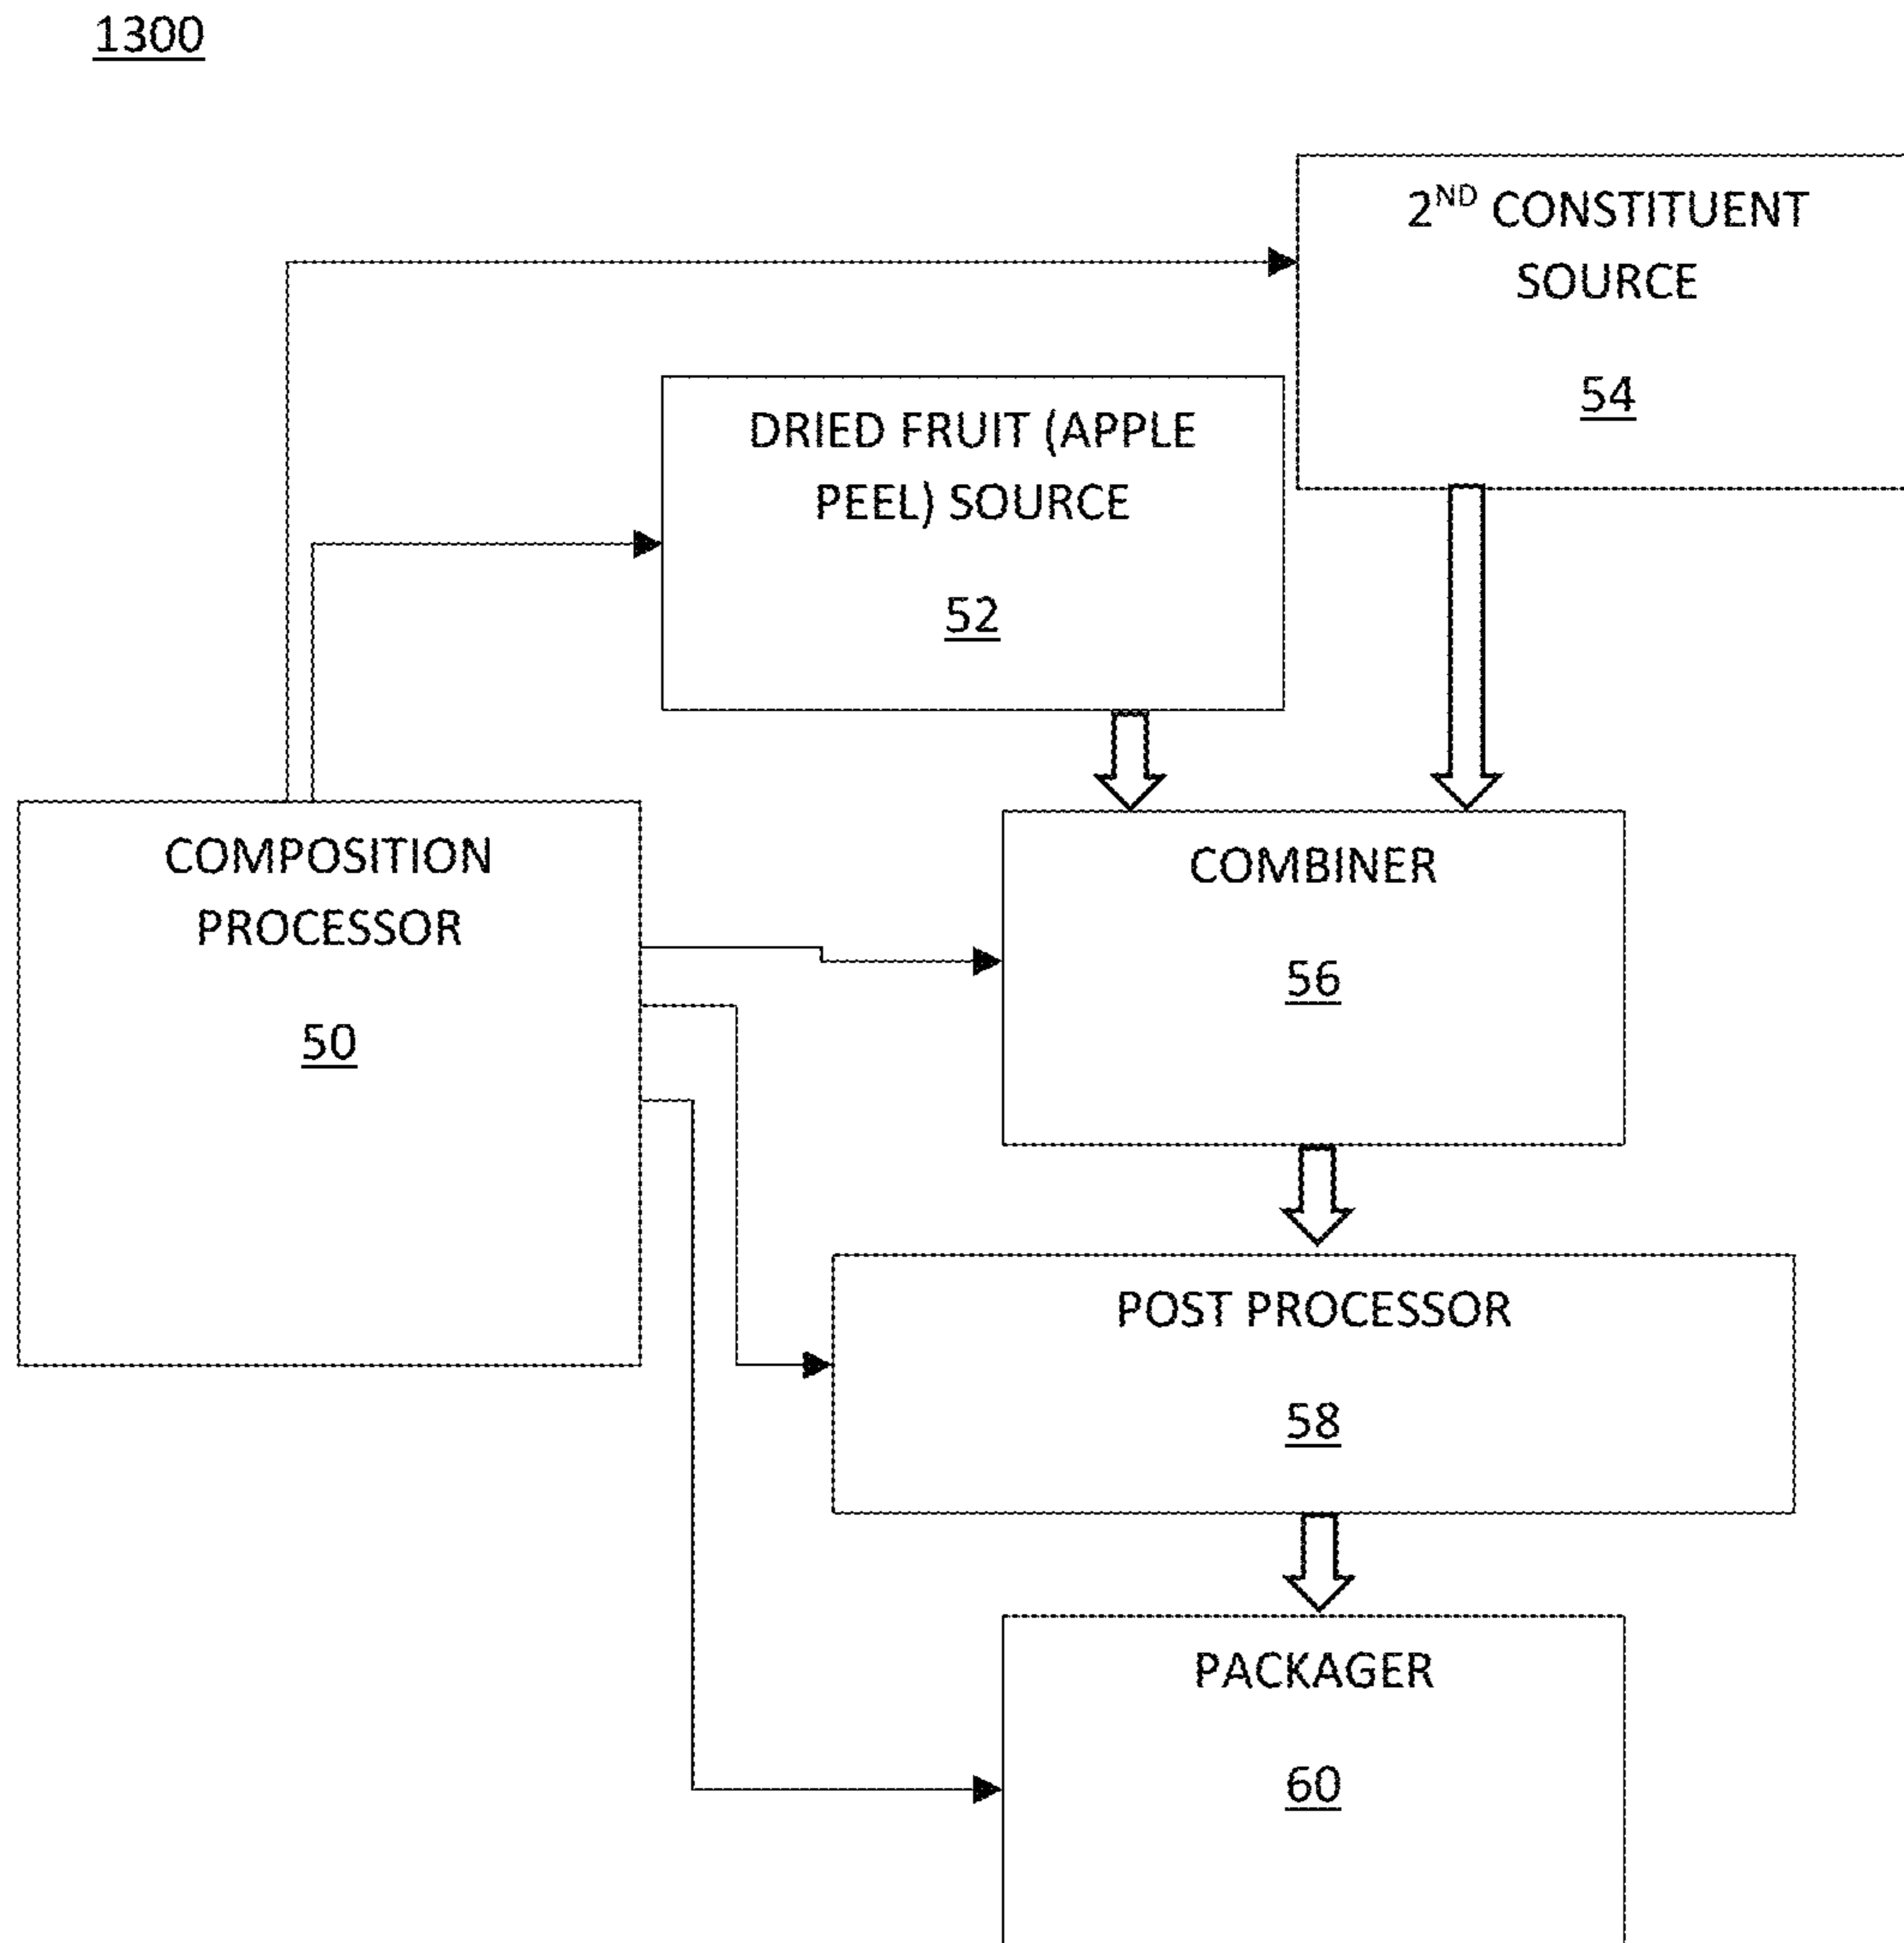 1300
2ND CONSTITUENT
SOURCE
54
DRIED FRUIT (APPLE
PEEL) SOURCE
52
COMPOSITION
PROCESSOR
50
COMBINER
56
POST PROCESSOR
58
PACKAGER
60